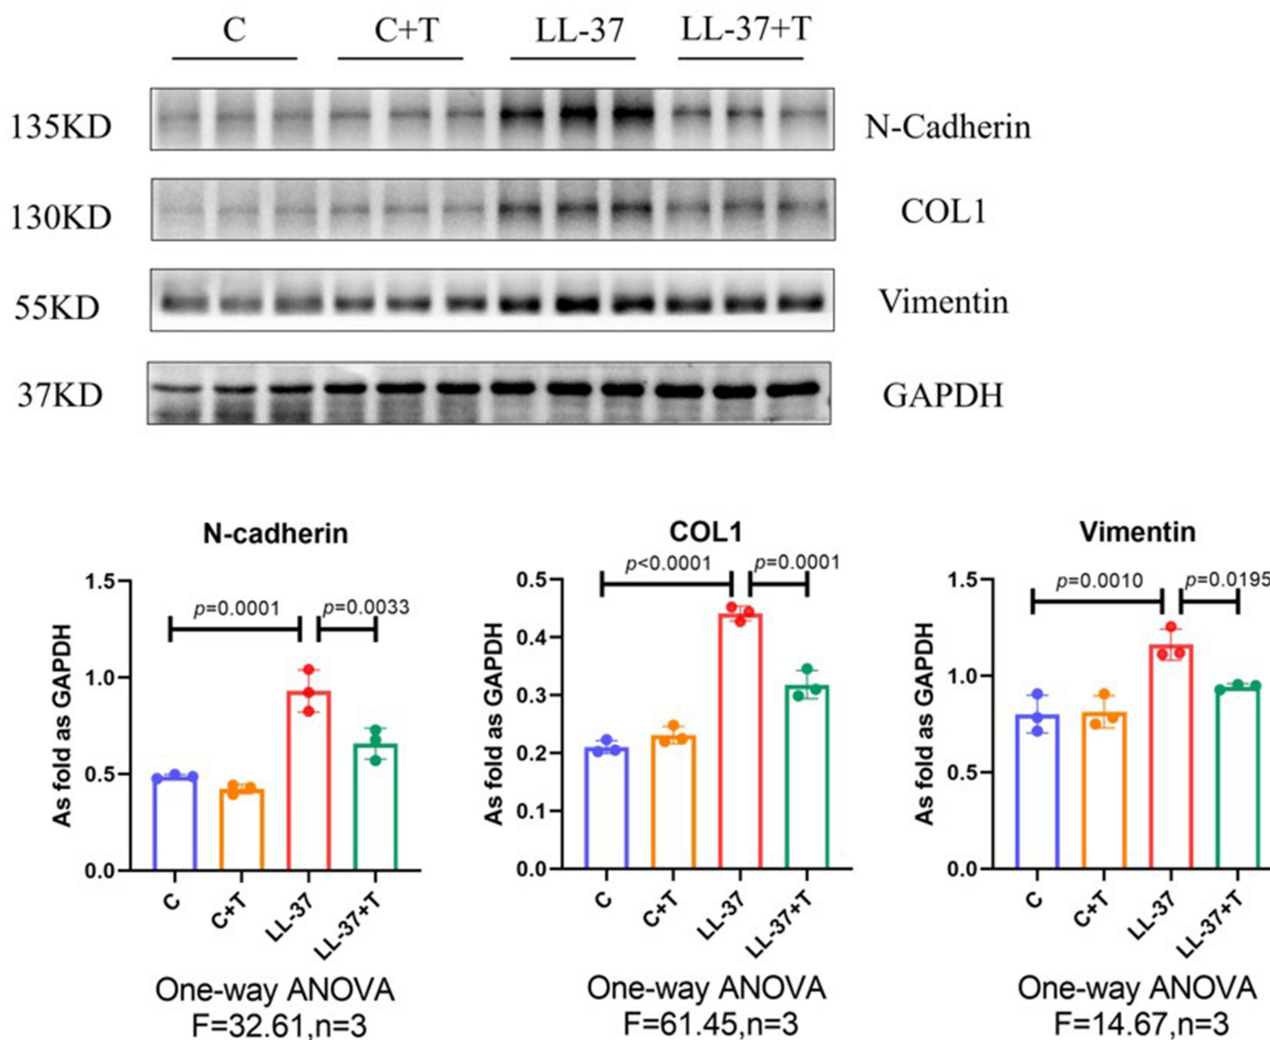 C C+T LL-37 LL-37+T
135KD N-Cadherin
130KD COL1
55KD Vimentin
37KD GAPDH
N-cadherin
p=0.0001 p=0.0033
As fold as GAPDH
1.5
1.0
0.5
0.0
C C+T LL-37 LL-37+T
One-way ANOVA
F=32.61,n=3
COL1
p<0.0001 p=0.0001
As fold as GAPDH
0.5
0.4
0.3
0.2
0.1
0.0
C C+T LL-37 LL-37+T
One-way ANOVA
F=61.45,n=3
Vimentin
p=0.0010 p=0.0195
As fold as GAPDH
1.5
1.0
0.5
0.0
C C+T LL-37 LL-37+T
One-way ANOVA
F=14.67,n=3